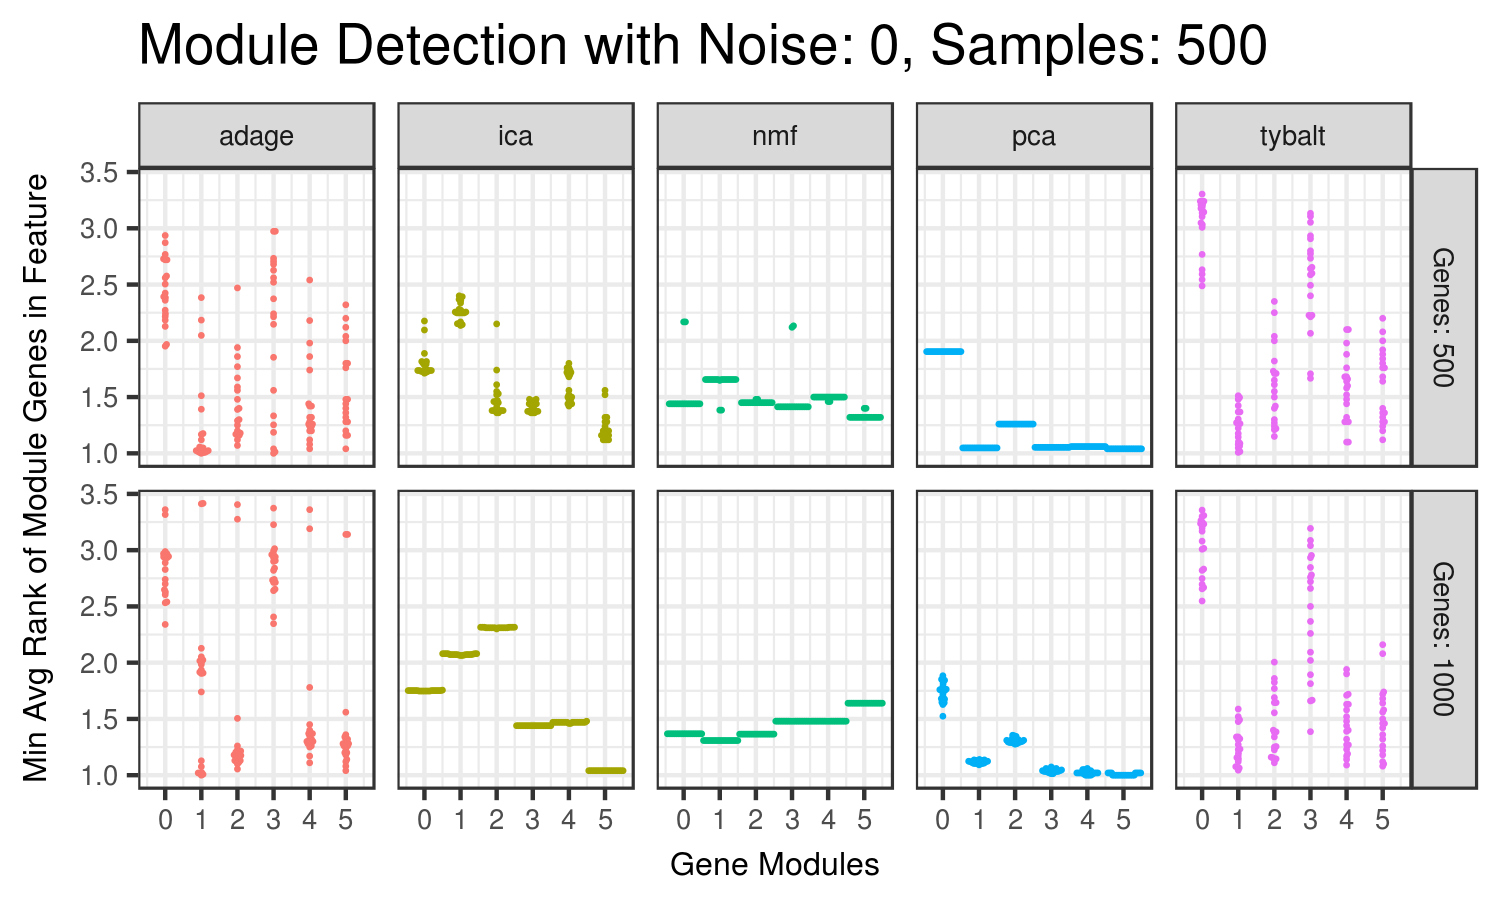 Module Detection with Noise: 0, Samples: 500
adage ica nmf pca tybalt
Min Avg Rank of Module Genes in Feature
3.5
3.0
2.5
2.0
1.5
1.0
Genes: 500
3.5
3.0
2.5
2.0
1.5
1.0
Genes: 1000
0 1 2 3 4 5 0 1 2 3 4 5 0 1 2 3 4 5 0 1 2 3 4 5 0 1 2 3 4 5
Gene Modules